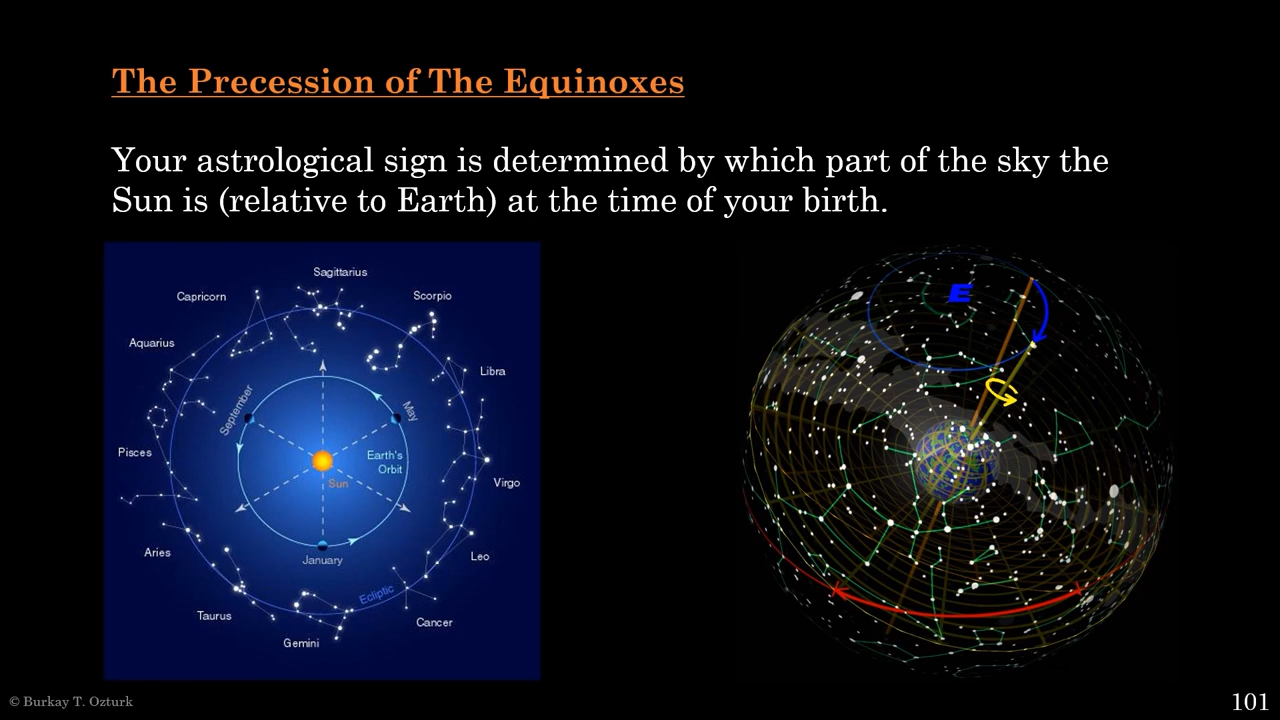 The Precession of The Equinoxes
Your astrological sign is determined by which part of the sky the
Sun is (relative to Earth) at the time of your birth.
Sagittarius
Capricorn
Scorpio
Aquarius
Libra
September
May
Pisces
Earth's
Orbit
Sun
Virgo
Aries
January
Leo
Ecliptic
Taurus
Cancer
Gemini
E
© Burkay T. Ozturk
101